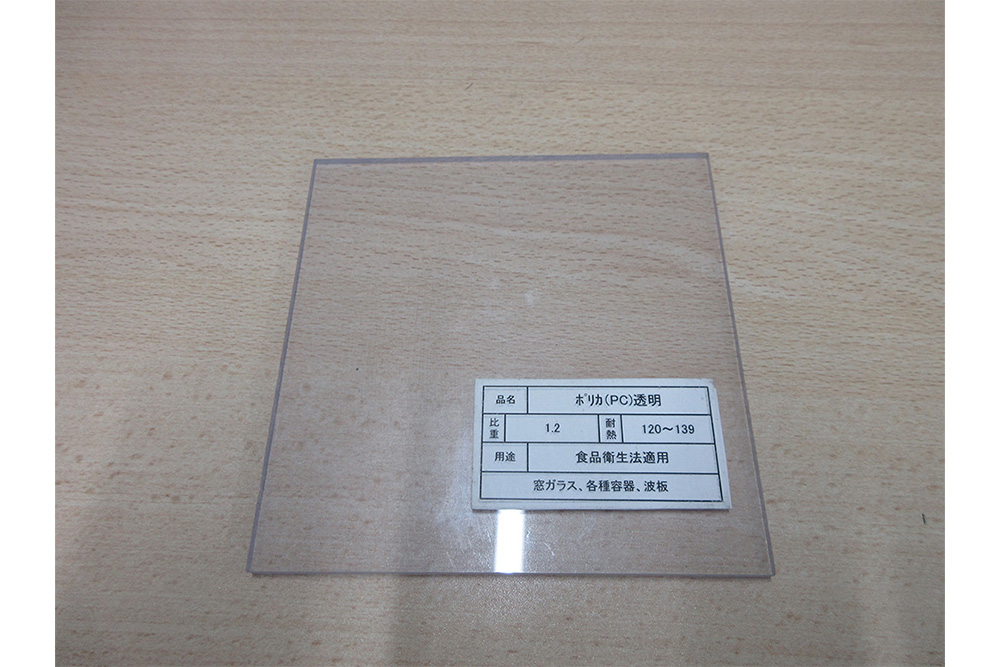 品名 ﾎﾟﾘｶ(PC)透明
比重 1.2 耐熱 120～139
用途 食品衛生法適用
窓ガラス、各種容器、波板